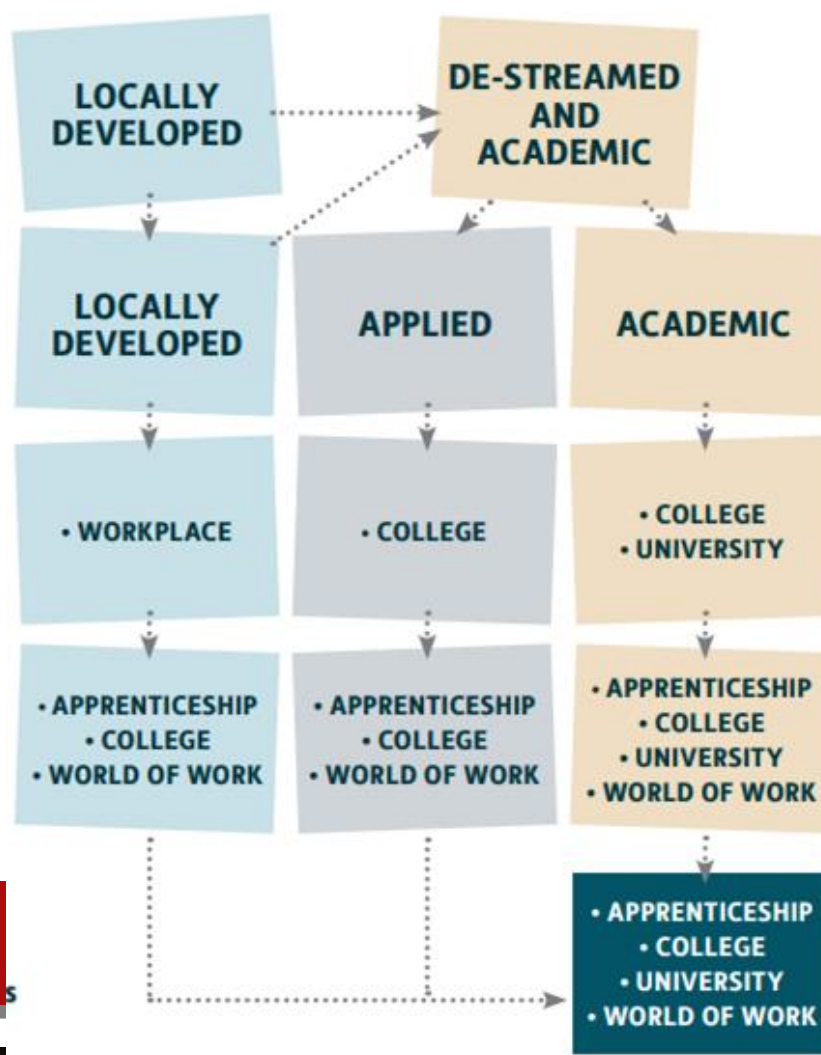 LOCALLY
DEVELOPED
DE-STREAMED
AND
ACADEMIC
LOCALLY
DEVELOPED
APPLIED
ACADEMIC
• WORKPLACE
• COLLEGE
• COLLEGE
• UNIVERSITY
• APPRENTICESHIP
• COLLEGE
• WORLD OF WORK
• APPRENTICESHIP
• COLLEGE
• WORLD OF WORK
• APPRENTICESHIP
• COLLEGE
• UNIVERSITY
• WORLD OF WORK
• APPRENTICESHIP
• COLLEGE
• UNIVERSITY
• WORLD OF WORK